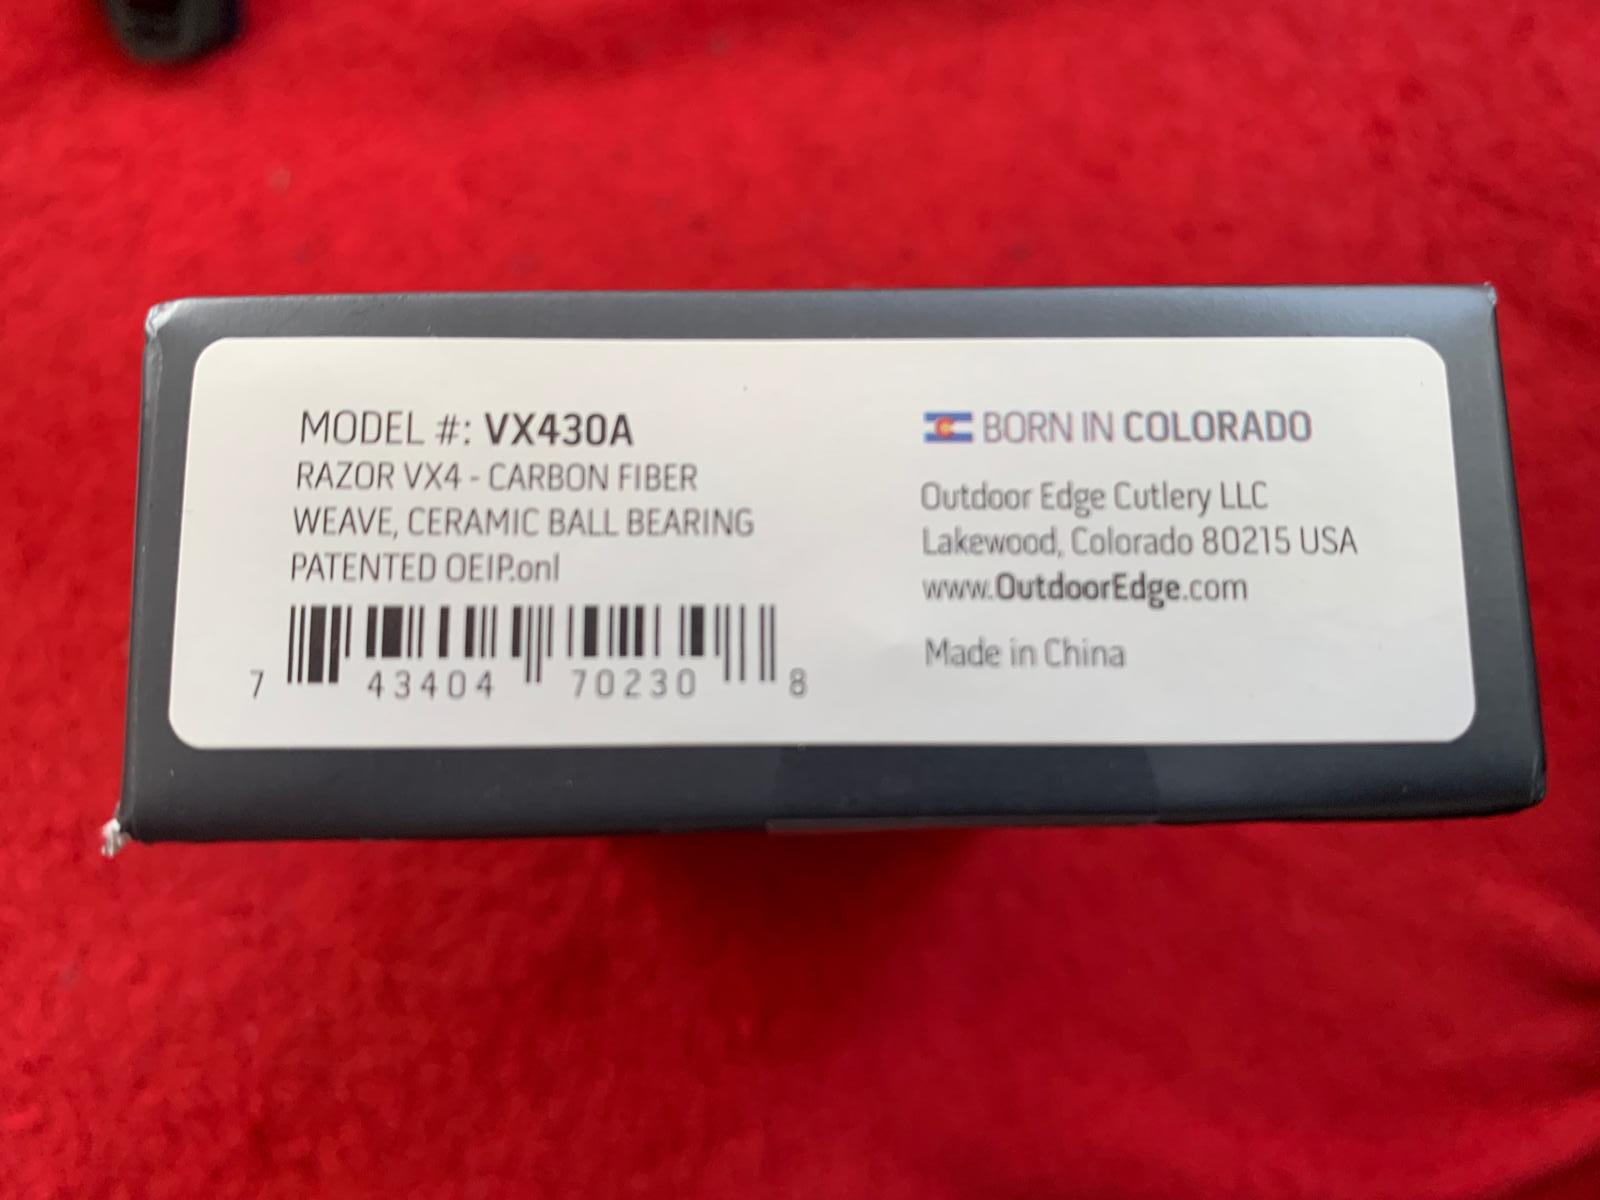 MODEL #: VX430A
RAZOR VX4 - CARBON FIBER
WEAVE, CERAMIC BALL BEARING
PATENTED OEIP.onl
7 43404 70230 8
BORN IN COLORADO
Outdoor Edge Cutlery LLC
Lakewood, Colorado 80215 USA
www.OutdoorEdge.com
Made in China